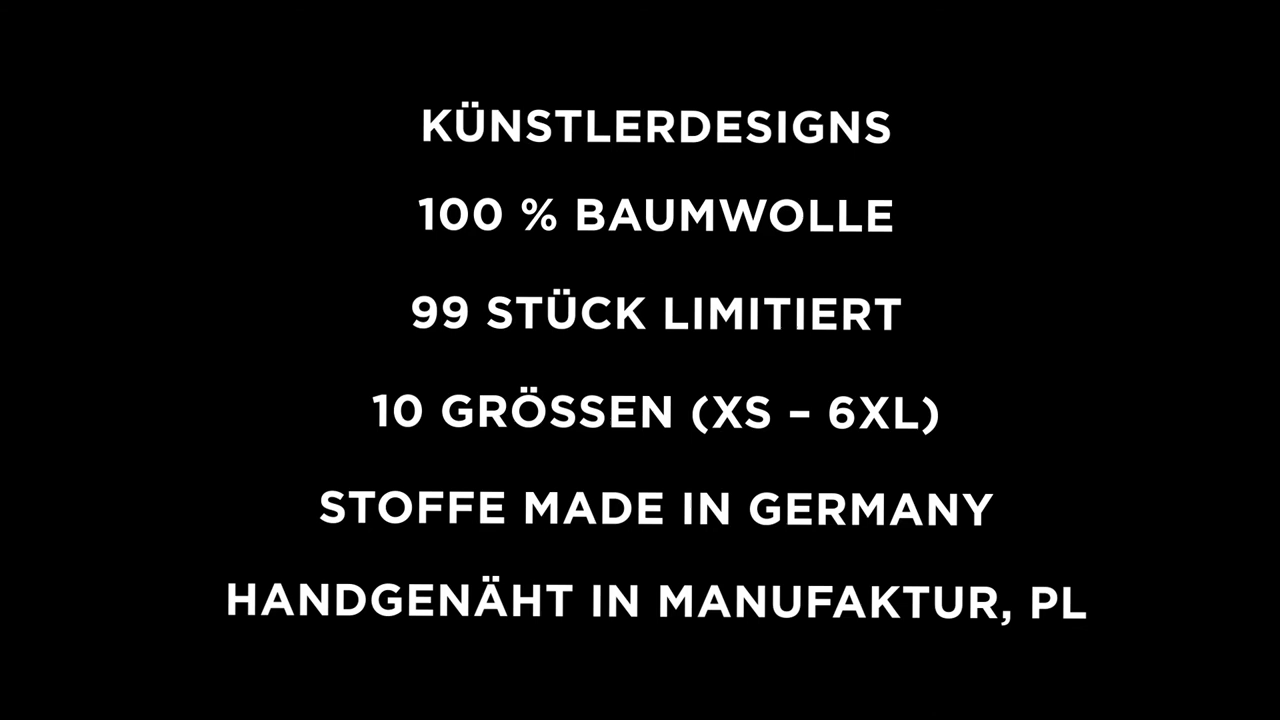 KÜNSTLERDESIGNS
100 % BAUMWOLLE
99 STÜCK LIMITIERT
10 GRÖSSEN (XS – 6XL)
STOFFE MADE IN GERMANY
HANDGENÄHT IN MANUFAKTUR, PL